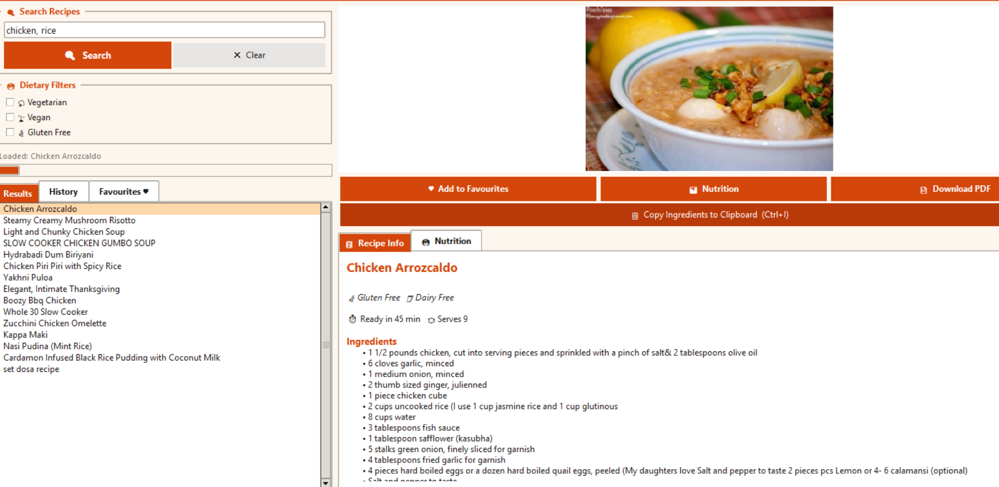 Search Recipes
chicken, rice
Search
✕ Clear
Dietary Filters
Vegetarian
Vegan
Gluten Free
Loaded: Chicken Arrozcaldo
Results
History
Favourites ♥
Chicken Arrozcaldo
Steamy Creamy Mushroom Risotto
Light and Chunky Chicken Soup
SLOW COOKER CHICKEN GUMBO SOUP
Hydrabadi Dum Biriyani
Chicken Piri Piri with Spicy Rice
Yakhni Puloa
Elegant, Intimate Thanksgiving
Boozy Bbq Chicken
Whole 30 Slow Cooker
Zucchini Chicken Omelette
Kappa Maki
Nasi Pudina (Mint Rice)
Cardamon Infused Black Rice Pudding with Coconut Milk
set dosa recipe
PinayInTexas
♥ Add to Favourites
Nutrition
Download PDF
Copy Ingredients to Clipboard (Ctrl+I)
Recipe Info
Nutrition
Chicken Arrozcaldo
Gluten Free Dairy Free
Ready in 45 min Serves 9
Ingredients
• 1 1/2 pounds chicken, cut into serving pieces and sprinkled with a pinch of salt& 2 tablespoons olive oil
• 6 cloves garlic, minced
• 1 medium onion, minced
• 2 thumb sized ginger, julienned
• 1 piece chicken cube
• 2 cups uncooked rice (I use 1 cup jasmine rice and 1 cup glutinous
• 8 cups water
• 3 tablespoons fish sauce
• 1 tablespoon safflower (kasubha)
• 5 stalks green onion, finely sliced for garnish
• 4 tablespoons fried garlic for garnish
• 4 pieces hard boiled eggs or a dozen hard boiled quail eggs, peeled (My daughters love Salt and pepper to taste 2 pieces pcs Lemon or 4- 6 calamansi (optional)
• Salt and pepper to taste